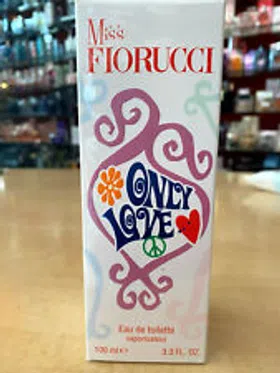 Miss
FIORUCCI
ONLY
LOVE
Eau de toilette
vaporisateur
100 ml e 3.3 fl. oz.